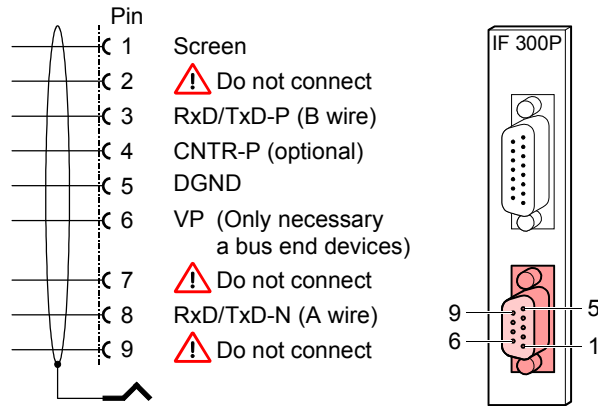 Pin
1 Screen
2 Do not connect
3 RxD/TxD-P (B wire)
4 CNTR-P (optional)
5 DGND
6 VP (Only necessary
a bus end devices)
7 Do not connect
8 RxD/TxD-N (A wire)
9 Do not connect
IF 300P
9 5
6 1